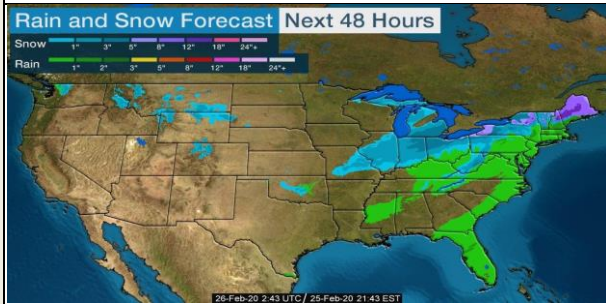 Rain and Snow Forecast Next 48 Hours
Snow
1" 3" 5" 8" 12" 18" 24"+
Rain
1" 2" 3" 5" 8" 12" 18" 24"+
26-Feb-20 2:43 UTC / 25-Feb-20 21:43 EST